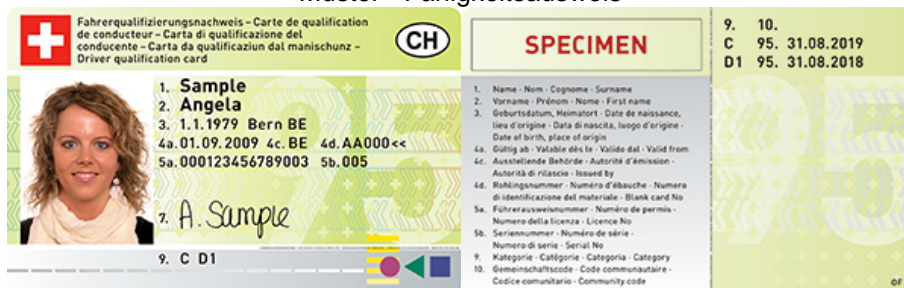 Muster - Fähigkeitsausweis
Fahrerqualifizierungsnachweis – Carte de qualification
de conducteur – Carta di qualificazione del
conducente – Carta da qualificaziun dal manischunz –
Driver qualification card
CH
1. Sample
2. Angela
3. 1.1.1979 Bern BE
4a. 01.09.2009 4c. BE 4d. AA000<<
5a. 000123456789003 5b. 005
7. A. Sample
9. C D1
SPECIMEN
1. Name · Nom · Cognome · Surname
2. Vorname · Prénom · Nome · First name
3. Geburtsdatum, Heimatort · Date de naissance,
lieu d'origine · Data di nascita, luogo d'origine ·
Date of birth, place of origin
4a. Gültig ab · Valable dès le · Valido dal · Valid from
4c. Ausstellende Behörde · Autorité d'émission ·
Autorità di rilascio · Issued by
4d. Rohlingsnummer · Numéro d'ébauche · Numero
di identificazione del materiale · Blank card No
5a. Führerausweisnummer · Numéro de permis ·
Numero della licenza · Licence No
5b. Seriennummer · Numéro de série ·
Numero di serie · Serial No
9. Kategorie · Catégorie · Categoria · Category
10. Gemeinschaftscode · Code communautaire ·
Codice comunitario · Community code
9. 10.
C 95. 31.08.2019
D1 95. 31.08.2018
95
OF